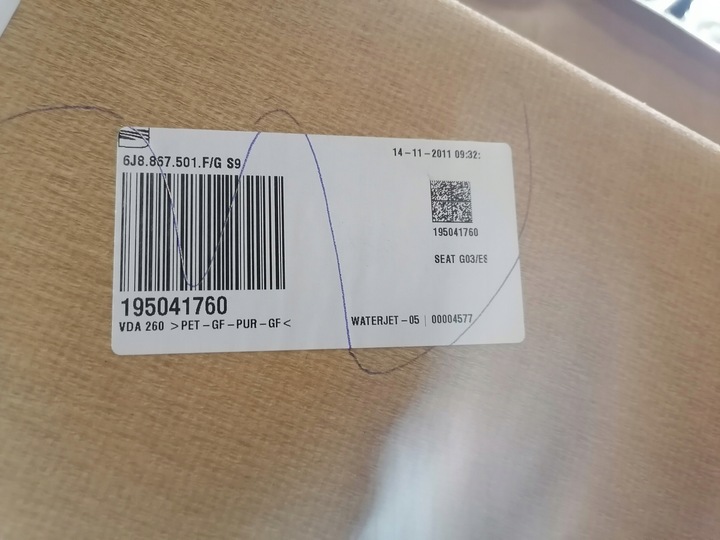 6J8.867.501.F/G S9
14-11-2011 09:32:
195041760
SEAT G03/ES
195041760
VDA 260 >PET-GF-PUR-GF<
WATERJET-05 | 00004577